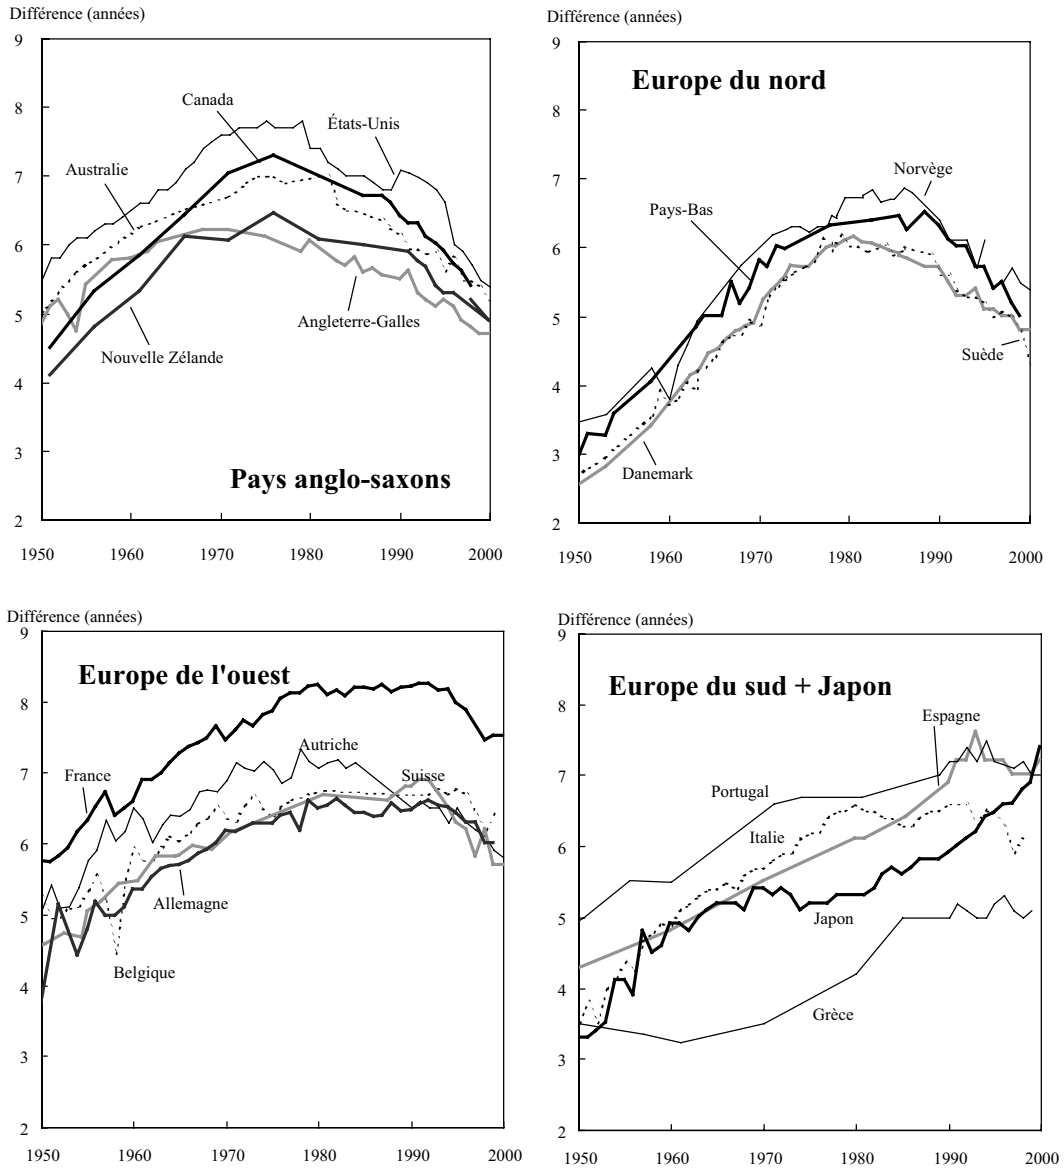 Différence (années)
9
8
7
6
5
4
3
2
Canada
États-Unis
Australie
Angleterre-Galles
Nouvelle Zélande
Pays anglo-saxons
1950 1960 1970 1980 1990 2000
Différence (années)
9
8
7
6
5
4
3
2
Europe du nord
Norvège
Pays-Bas
Suède
Danemark
1950 1960 1970 1980 1990 2000
Différence (années)
9
8
7
6
5
4
3
2
Europe de l'ouest
Autriche
France
Suisse
Allemagne
Belgique
1950 1960 1970 1980 1990 2000
Différence (années)
9
8
7
6
5
4
3
2
Europe du sud + Japon
Espagne
Portugal
Italie
Japon
Grèce
1950 1960 1970 1980 1990 2000